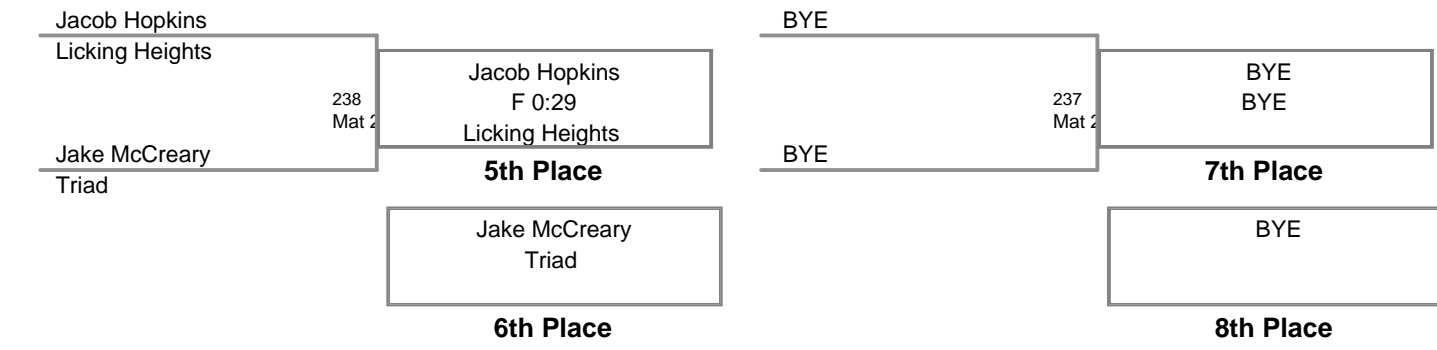 Jacob Hopkins
Licking Heights
238
Mat 2
Jake McCreary
Triad
Jacob Hopkins
F 0:29
Licking Heights
5th Place
Jake McCreary
Triad
6th Place
BYE
237
Mat 2
BYE
BYE
BYE
7th Place
BYE
8th Place